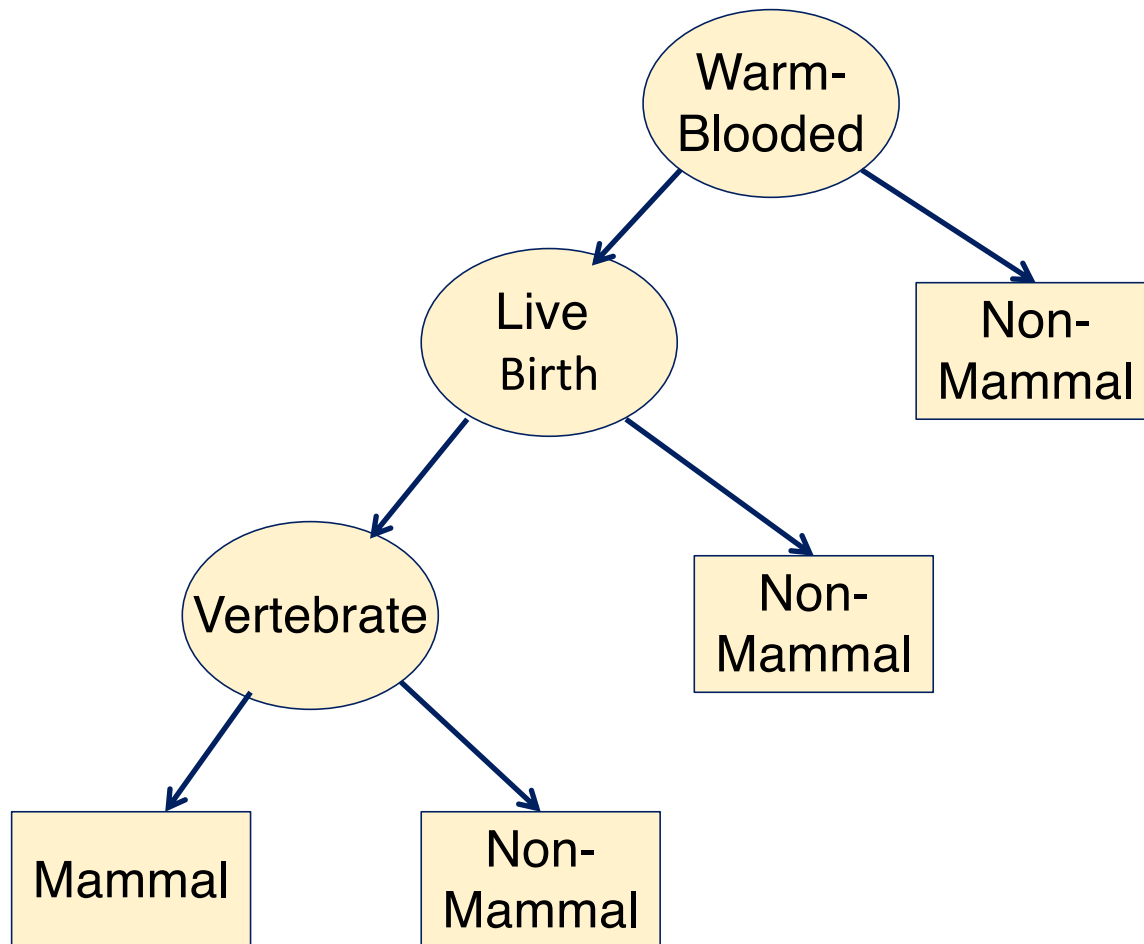 Warm-
Blooded
Live
Birth
Non-
Mammal
Vertebrate
Non-
Mammal
Mammal
Non-
Mammal